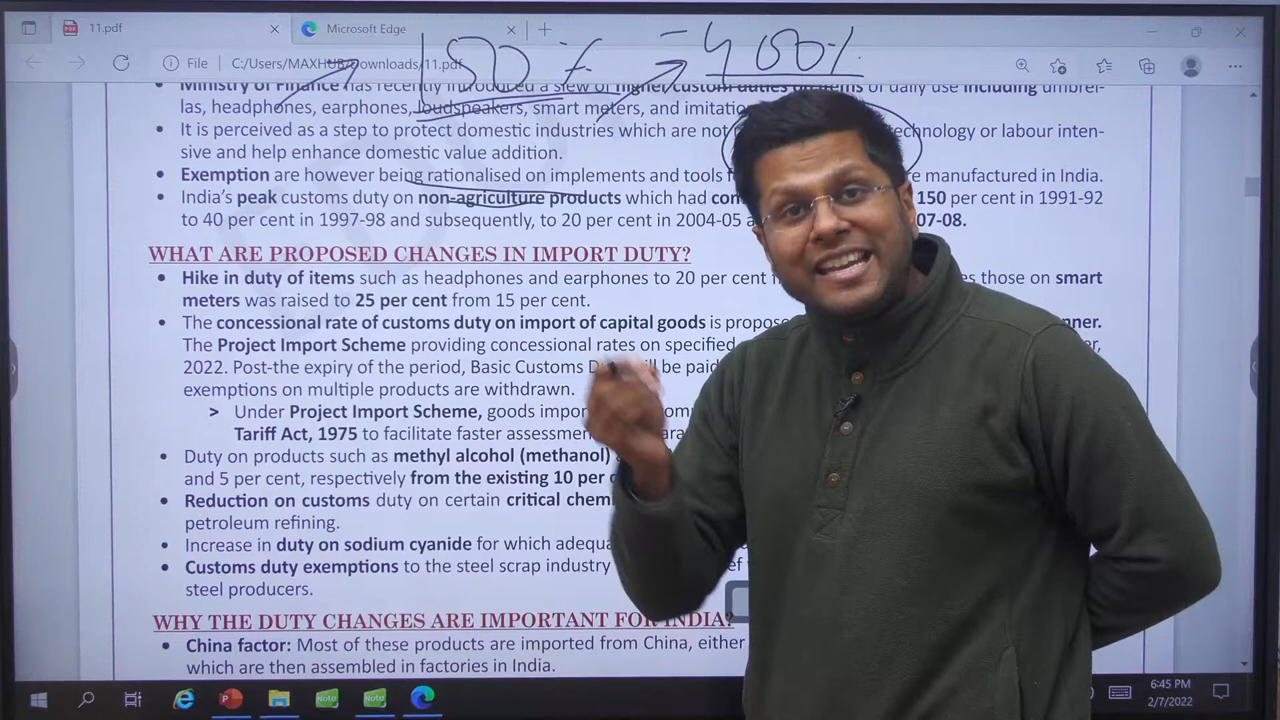 11.pdf
Microsoft Edge
File
C:/Users/MAXHUB/Downloads/11.pdf
150 %
400%
Ministry of Finance has recently introduced a slew of higher custom duties on items of daily use including umbrel-
las, headphones, earphones, loudspeakers, smart meters, and imitation
It is perceived as a step to protect domestic industries which are not technology or labour inten-
sive and help enhance domestic value addition.
Exemption are however being rationalised on implements and tools manufactured in India.
India's peak customs duty on non-agriculture products which had 150 per cent in 1991-92
to 40 per cent in 1997-98 and subsequently, to 20 per cent in 2004-05 07-08.
WHAT ARE PROPOSED CHANGES IN IMPORT DUTY?
Hike in duty of items such as headphones and earphones to 20 per cent those on smart
meters was raised to 25 per cent from 15 per cent.
The concessional rate of customs duty on import of capital goods is
The Project Import Scheme providing concessional rates on specified
2022. Post-the expiry of the period, Basic Customs will be paid
exemptions on multiple products are withdrawn.
> Under Project Import Scheme, goods
Tariff Act, 1975 to facilitate faster
Duty on products such as methyl alcohol (methanol)
and 5 per cent, respectively from the existing 10 per
Reduction on customs duty on certain critical
petroleum refining.
Increase in duty on sodium cyanide for which
Customs duty exemptions to the steel scrap industry
steel producers.
WHY THE DUTY CHANGES ARE IMPORTANT FOR INDIA?
China factor: Most of these products are imported from China, either
which are then assembled in factories in India.
Note
Note
6:45 PM
2/7/2022